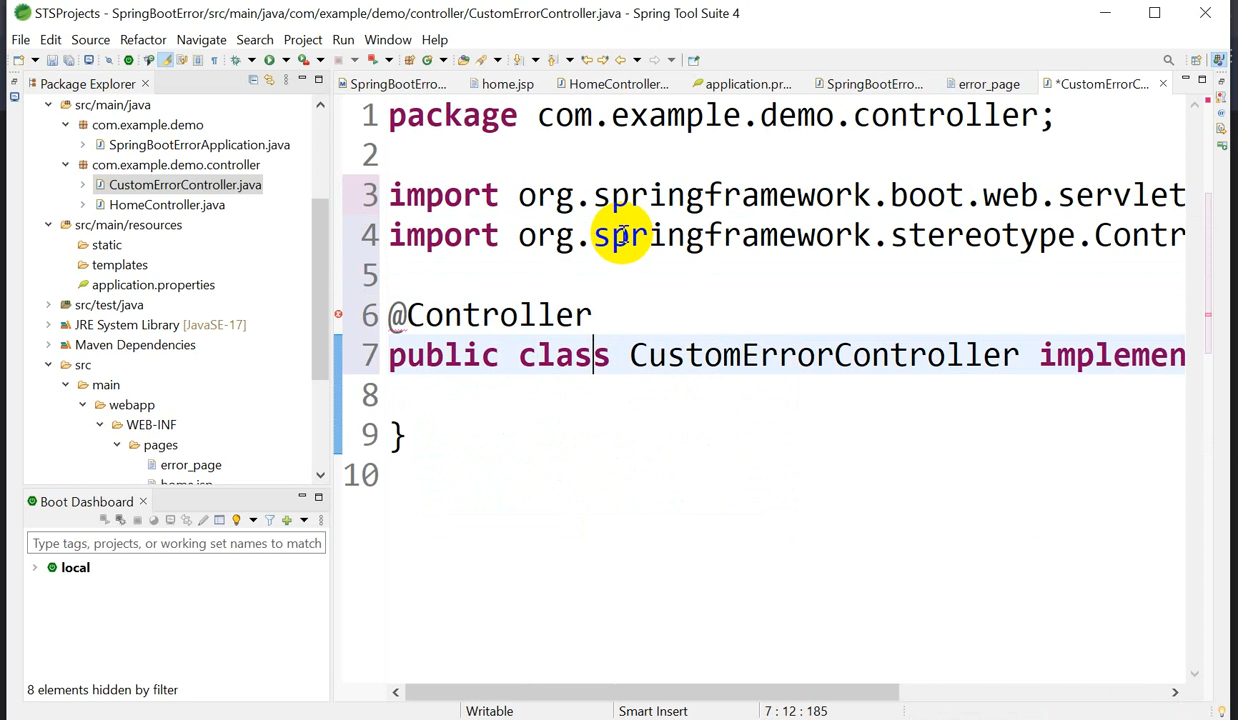 STSProjects - SpringBootError/src/main/java/com/example/demo/controller/CustomErrorController.java - Spring Tool Suite 4
File Edit Source Refactor Navigate Search Project Run Window Help
Package Explorer
SpringBootErro...
home.jsp
HomeController...
application.pr...
SpringBootErro...
error_page
*CustomErrorC...
src/main/java
com.example.demo
SpringBootErrorApplication.java
com.example.demo.controller
CustomErrorController.java
HomeController.java
src/main/resources
static
templates
application.properties
src/test/java
JRE System Library [JavaSE-17]
Maven Dependencies
src
main
webapp
WEB-INF
pages
error_page
home.jsp
1 package com.example.demo.controller;
2
3 import org.springframework.boot.web.servlet
4 import org.springframework.stereotype.Contr
5
6 @Controller
7 public class CustomErrorController implemen
8
9 }
10
Boot Dashboard
Type tags, projects, or working set names to match
local
8 elements hidden by filter
Writable
Smart Insert
7 : 12 : 185